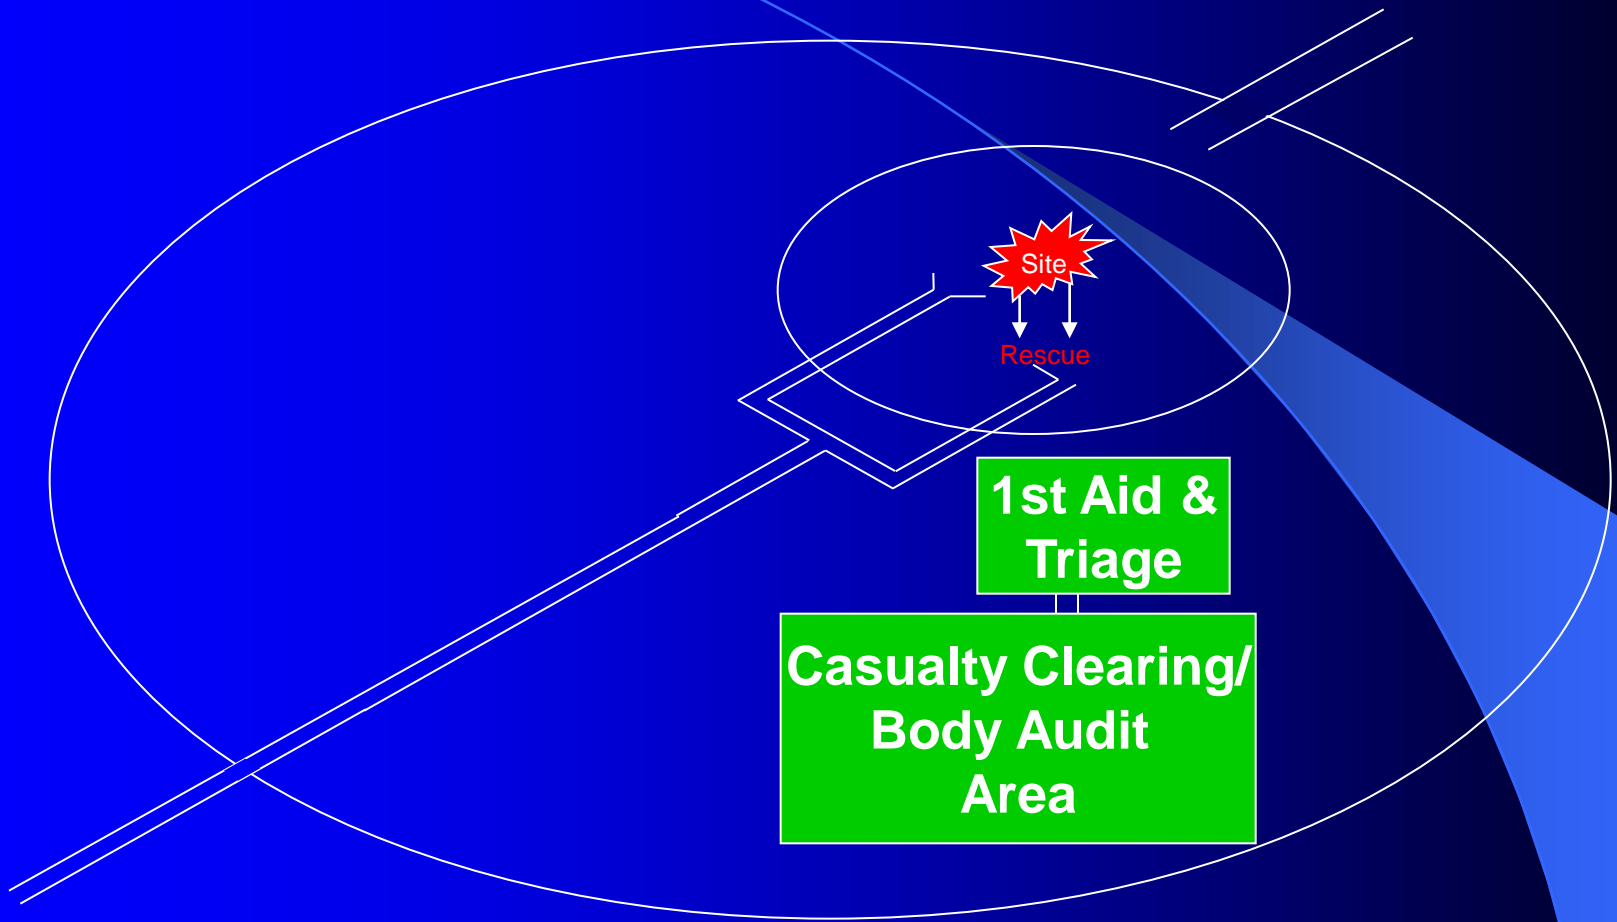 Site
Rescue
1st Aid &
Triage
Casualty Clearing/
Body Audit
Area